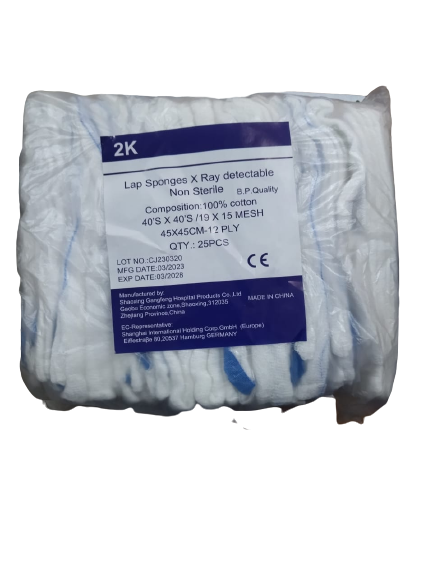 2K
Lap Sponges X Ray detectable
Non Sterile B.P.Quality
Composition:100% cotton
40'S X 40'S /19 X 15 MESH
45X45CM-12 PLY
QTY.: 25PCS
LOT NO.:CJ230320
MFG DATE:03/2023
EXP DATE:03/2028
CE
Manufactured by:
Shaoxing Gangfeng Hospital Products Co.,Ltd
MADE IN CHINA
Gaobu Economic zone,Shaoxing,312035
Zhejiang Province,China
EC-Representative:
Shanghai International Holding Corp.GmbH (Europe)
Eiffestraße 80,20537 Hamburg GERMANY